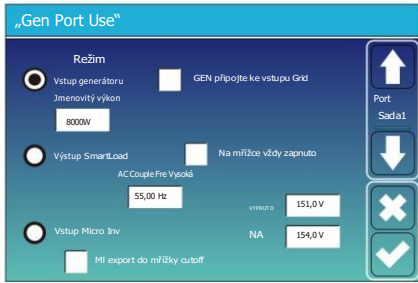 „Gen Port Use“
Režim
Vstup generátoru
GEN připojte ke vstupu Grid
Jmenovitý výkon
8000W
Port
Sada1
Výstup SmartLoad
Na mřížce vždy zapnuto
AC Couple Fre Vysoká
55,00 Hz
VYPNUTO
151,0 V
Vstup Micro Inv
NA
154,0 V
MI export do mřížky cutoff